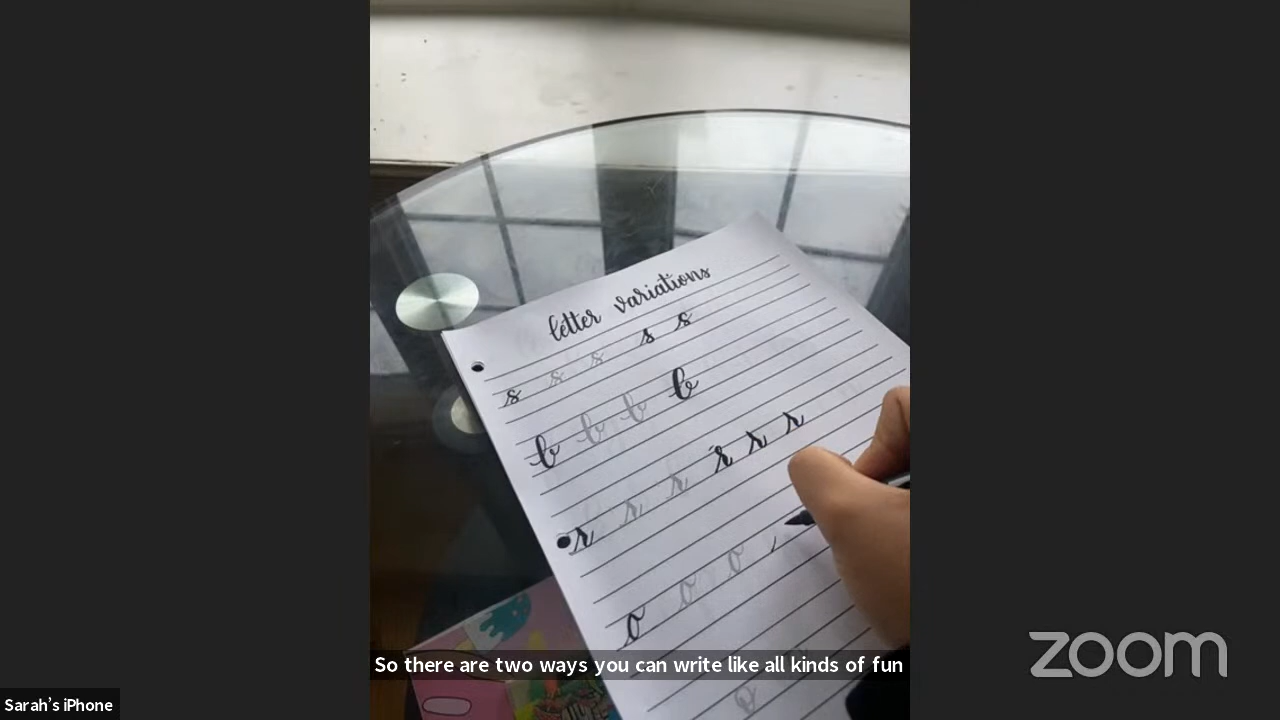 letter variations
s s s s s
b b b b
r r r r r r
o o o
So there are two ways you can write like all kinds of fun
zoom
Sarah's iPhone